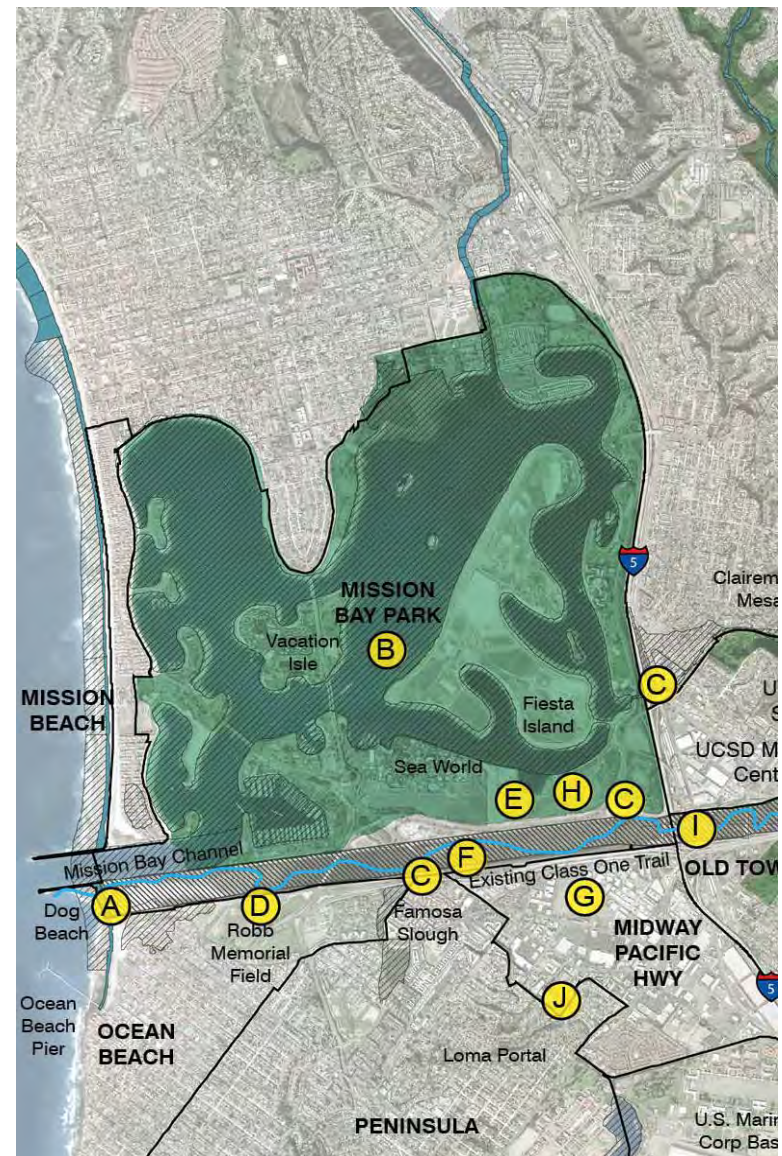 5
Clairem
Mesa
MISSION
BAY PARK
Vacation
Isle
B
C
MISSION
BEACH
Fiesta
Island
U
S
UCSD M
Cent
Sea World
E
H
C
I
Mission Bay Channel
F
C
Existing Class One Trail
OLD TOW
A
D
G
Dog
Beach
Robb
Memorial
Field
Famosa
Slough
MIDWAY
PACIFIC
HWY
5
J
Ocean
Beach
Pier
OCEAN
BEACH
Loma Portal
PENINSULA
U.S. Marin
Corp Bas